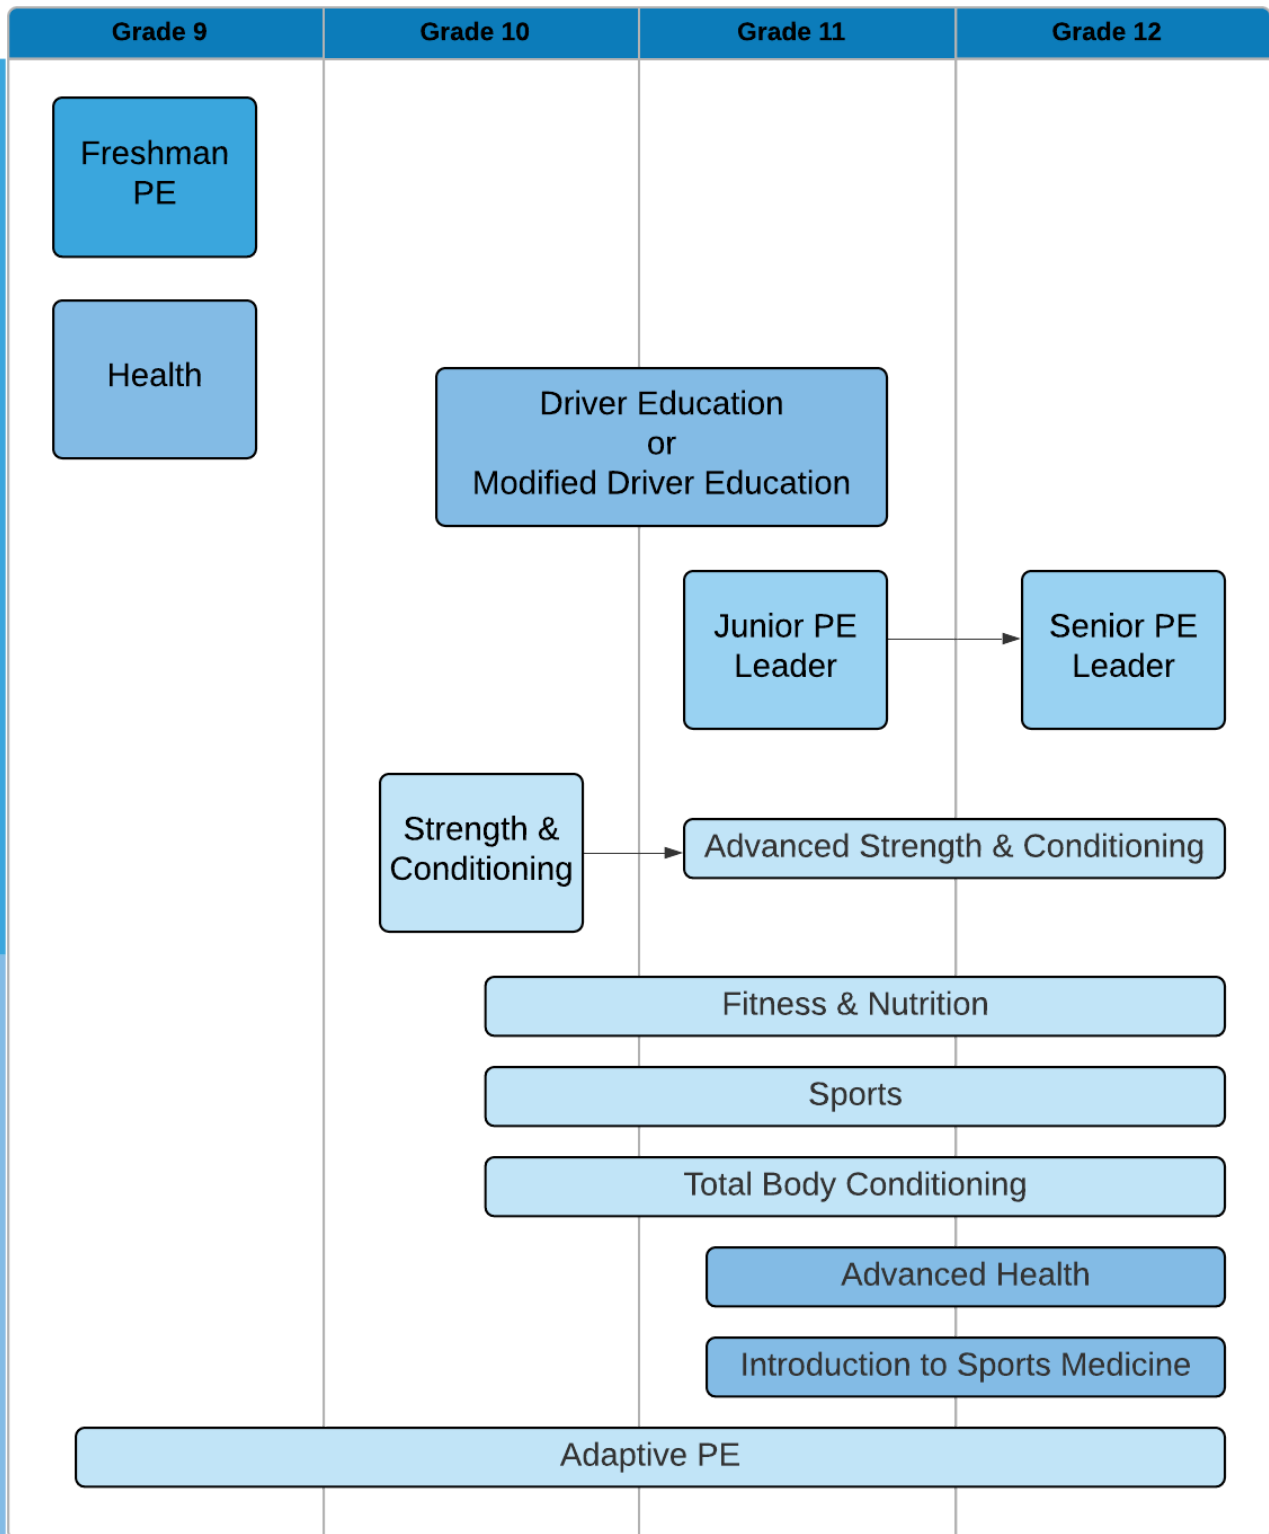 Grade 9
Grade 10
Grade 11
Grade 12
Freshman
PE
Health
Driver Education
or
Modified Driver Education
Junior PE
Leader
Senior PE
Leader
Strength &
Conditioning
Advanced Strength & Conditioning
Fitness & Nutrition
Sports
Total Body Conditioning
Advanced Health
Introduction to Sports Medicine
Adaptive PE